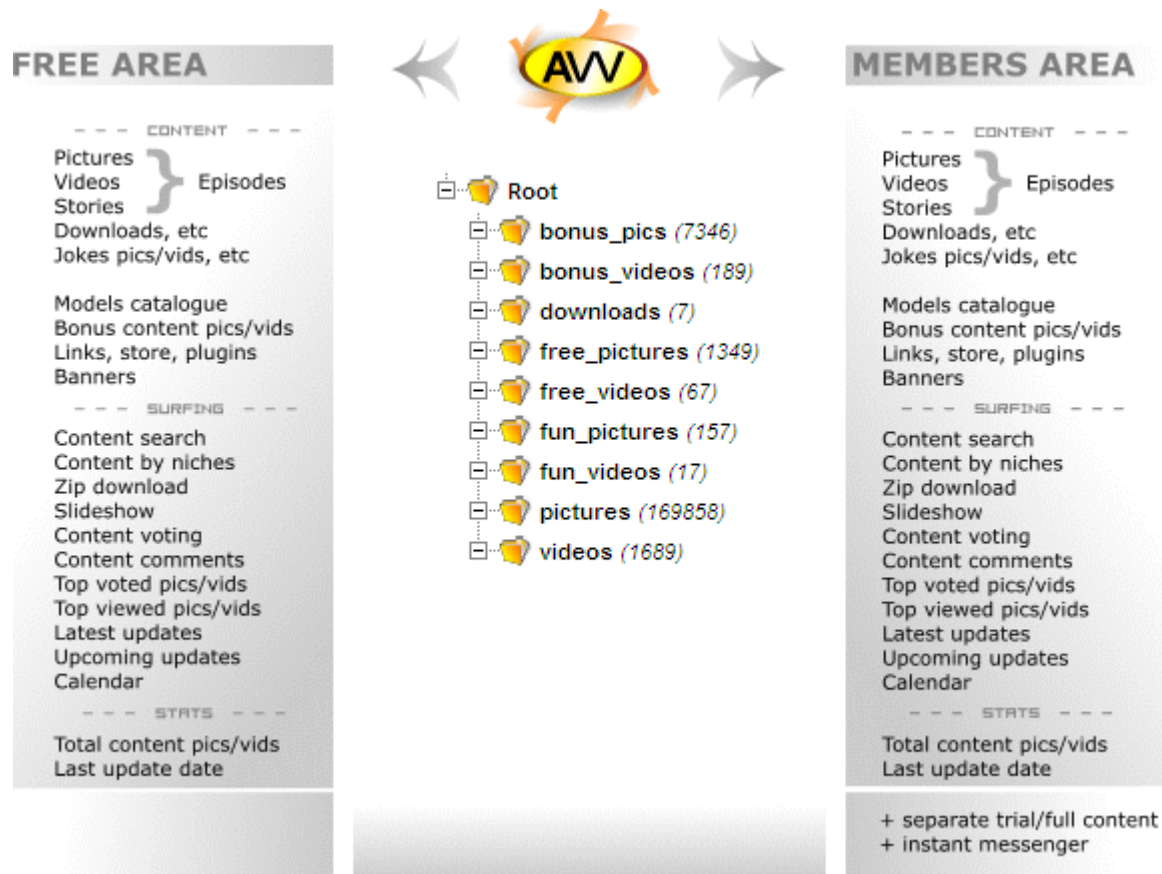 FREE AREA
--- CONTENT ---
Pictures
Videos
Stories
Episodes
Downloads, etc
Jokes pics/vids, etc
Models catalogue
Bonus content pics/vids
Links, store, plugins
Banners
--- SURFING ---
Content search
Content by niches
Zip download
Slideshow
Content voting
Content comments
Top voted pics/vids
Top viewed pics/vids
Latest updates
Upcoming updates
Calendar
--- STATS ---
Total content pics/vids
Last update date
AVV
Root
bonus_pics (7346)
bonus_videos (189)
downloads (7)
free_pictures (1349)
free_videos (67)
fun_pictures (157)
fun_videos (17)
pictures (169858)
videos (1689)
MEMBERS AREA
--- CONTENT ---
Pictures
Videos
Stories
Episodes
Downloads, etc
Jokes pics/vids, etc
Models catalogue
Bonus content pics/vids
Links, store, plugins
Banners
--- SURFING ---
Content search
Content by niches
Zip download
Slideshow
Content voting
Content comments
Top voted pics/vids
Top viewed pics/vids
Latest updates
Upcoming updates
Calendar
--- STATS ---
Total content pics/vids
Last update date
+ separate trial/full content
+ instant messenger